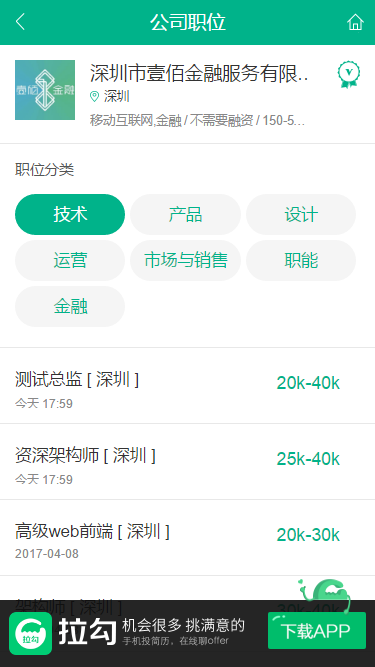 公司职位
壹佰 金融
深圳市壹佰金融服务有限..
V
深圳
移动互联网,金融 / 不需要融资 / 150-5...
职位分类
技术 产品 设计
运营 市场与销售 职能
金融
测试总监 [ 深圳 ] 20k-40k
今天 17:59
资深架构师 [ 深圳 ] 25k-40k
今天 17:59
高级web前端 [ 深圳 ] 20k-30k
2017-04-08
架构师 [ 深圳 ] 30k-40k
拉勾 拉勾 机会很多 挑满意的
手机投简历，在线聊offer
下载APP